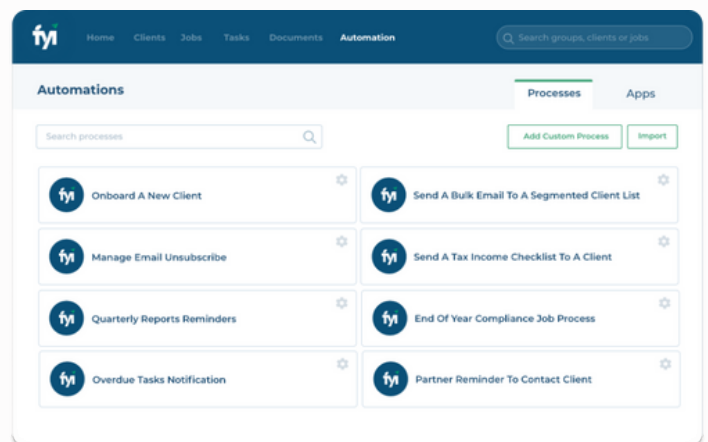 fyi Home Clients Jobs Tasks Documents Automation Search groups, clients or jobs
Automations Processes Apps
Search processes Add Custom Process Import
fyi Onboard A New Client
fyi Send A Bulk Email To A Segmented Client List
fyi Manage Email Unsubscribe
fyi Send A Tax Income Checklist To A Client
fyi Quarterly Reports Reminders
fyi End Of Year Compliance Job Process
fyi Overdue Tasks Notification
fyi Partner Reminder To Contact Client